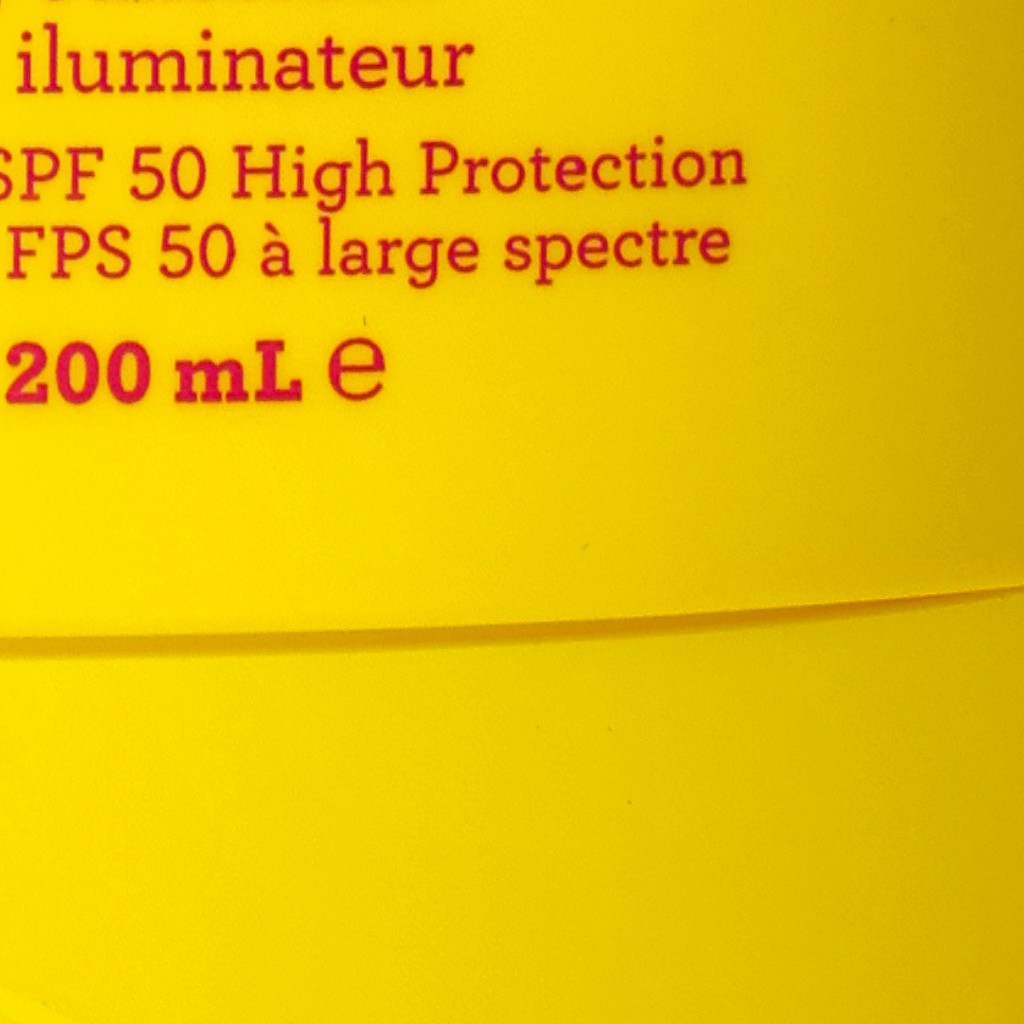 iluminateur
SPF 50 High Protection
FPS 50 à large spectre
200 mL ℮